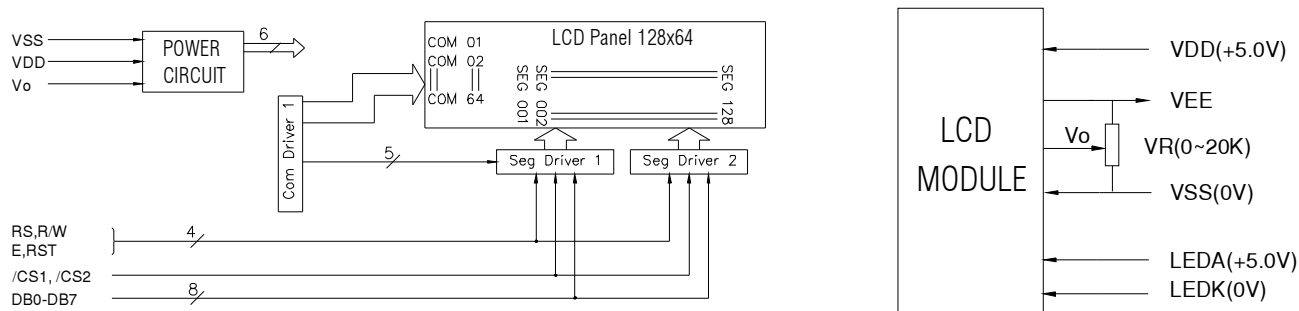 VSS
VDD
Vo
POWER
CIRCUIT
6
LCD Panel 128x64
COM 01
COM 02
COM 64
SEG 001
SEG 002
SEG 128
Com Driver 1
5
Seg Driver 1
Seg Driver 2
RS,R/W
E,RST
4
/CS1, /CS2
DB0-DB7
8
LCD
MODULE
VDD(+5.0V)
VEE
Vo
VR(0~20K)
VSS(0V)
LEDA(+5.0V)
LEDK(0V)